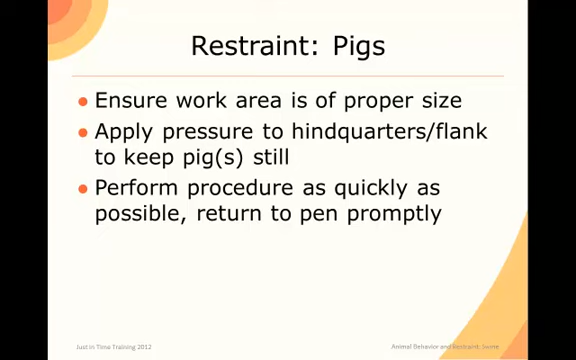 Restraint: Pigs
Ensure work area is of proper size
Apply pressure to hindquarters/flank
to keep pig(s) still
Perform procedure as quickly as
possible, return to pen promptly
Just in Time Training 2012
Animal Behavior and Restraint: Swine